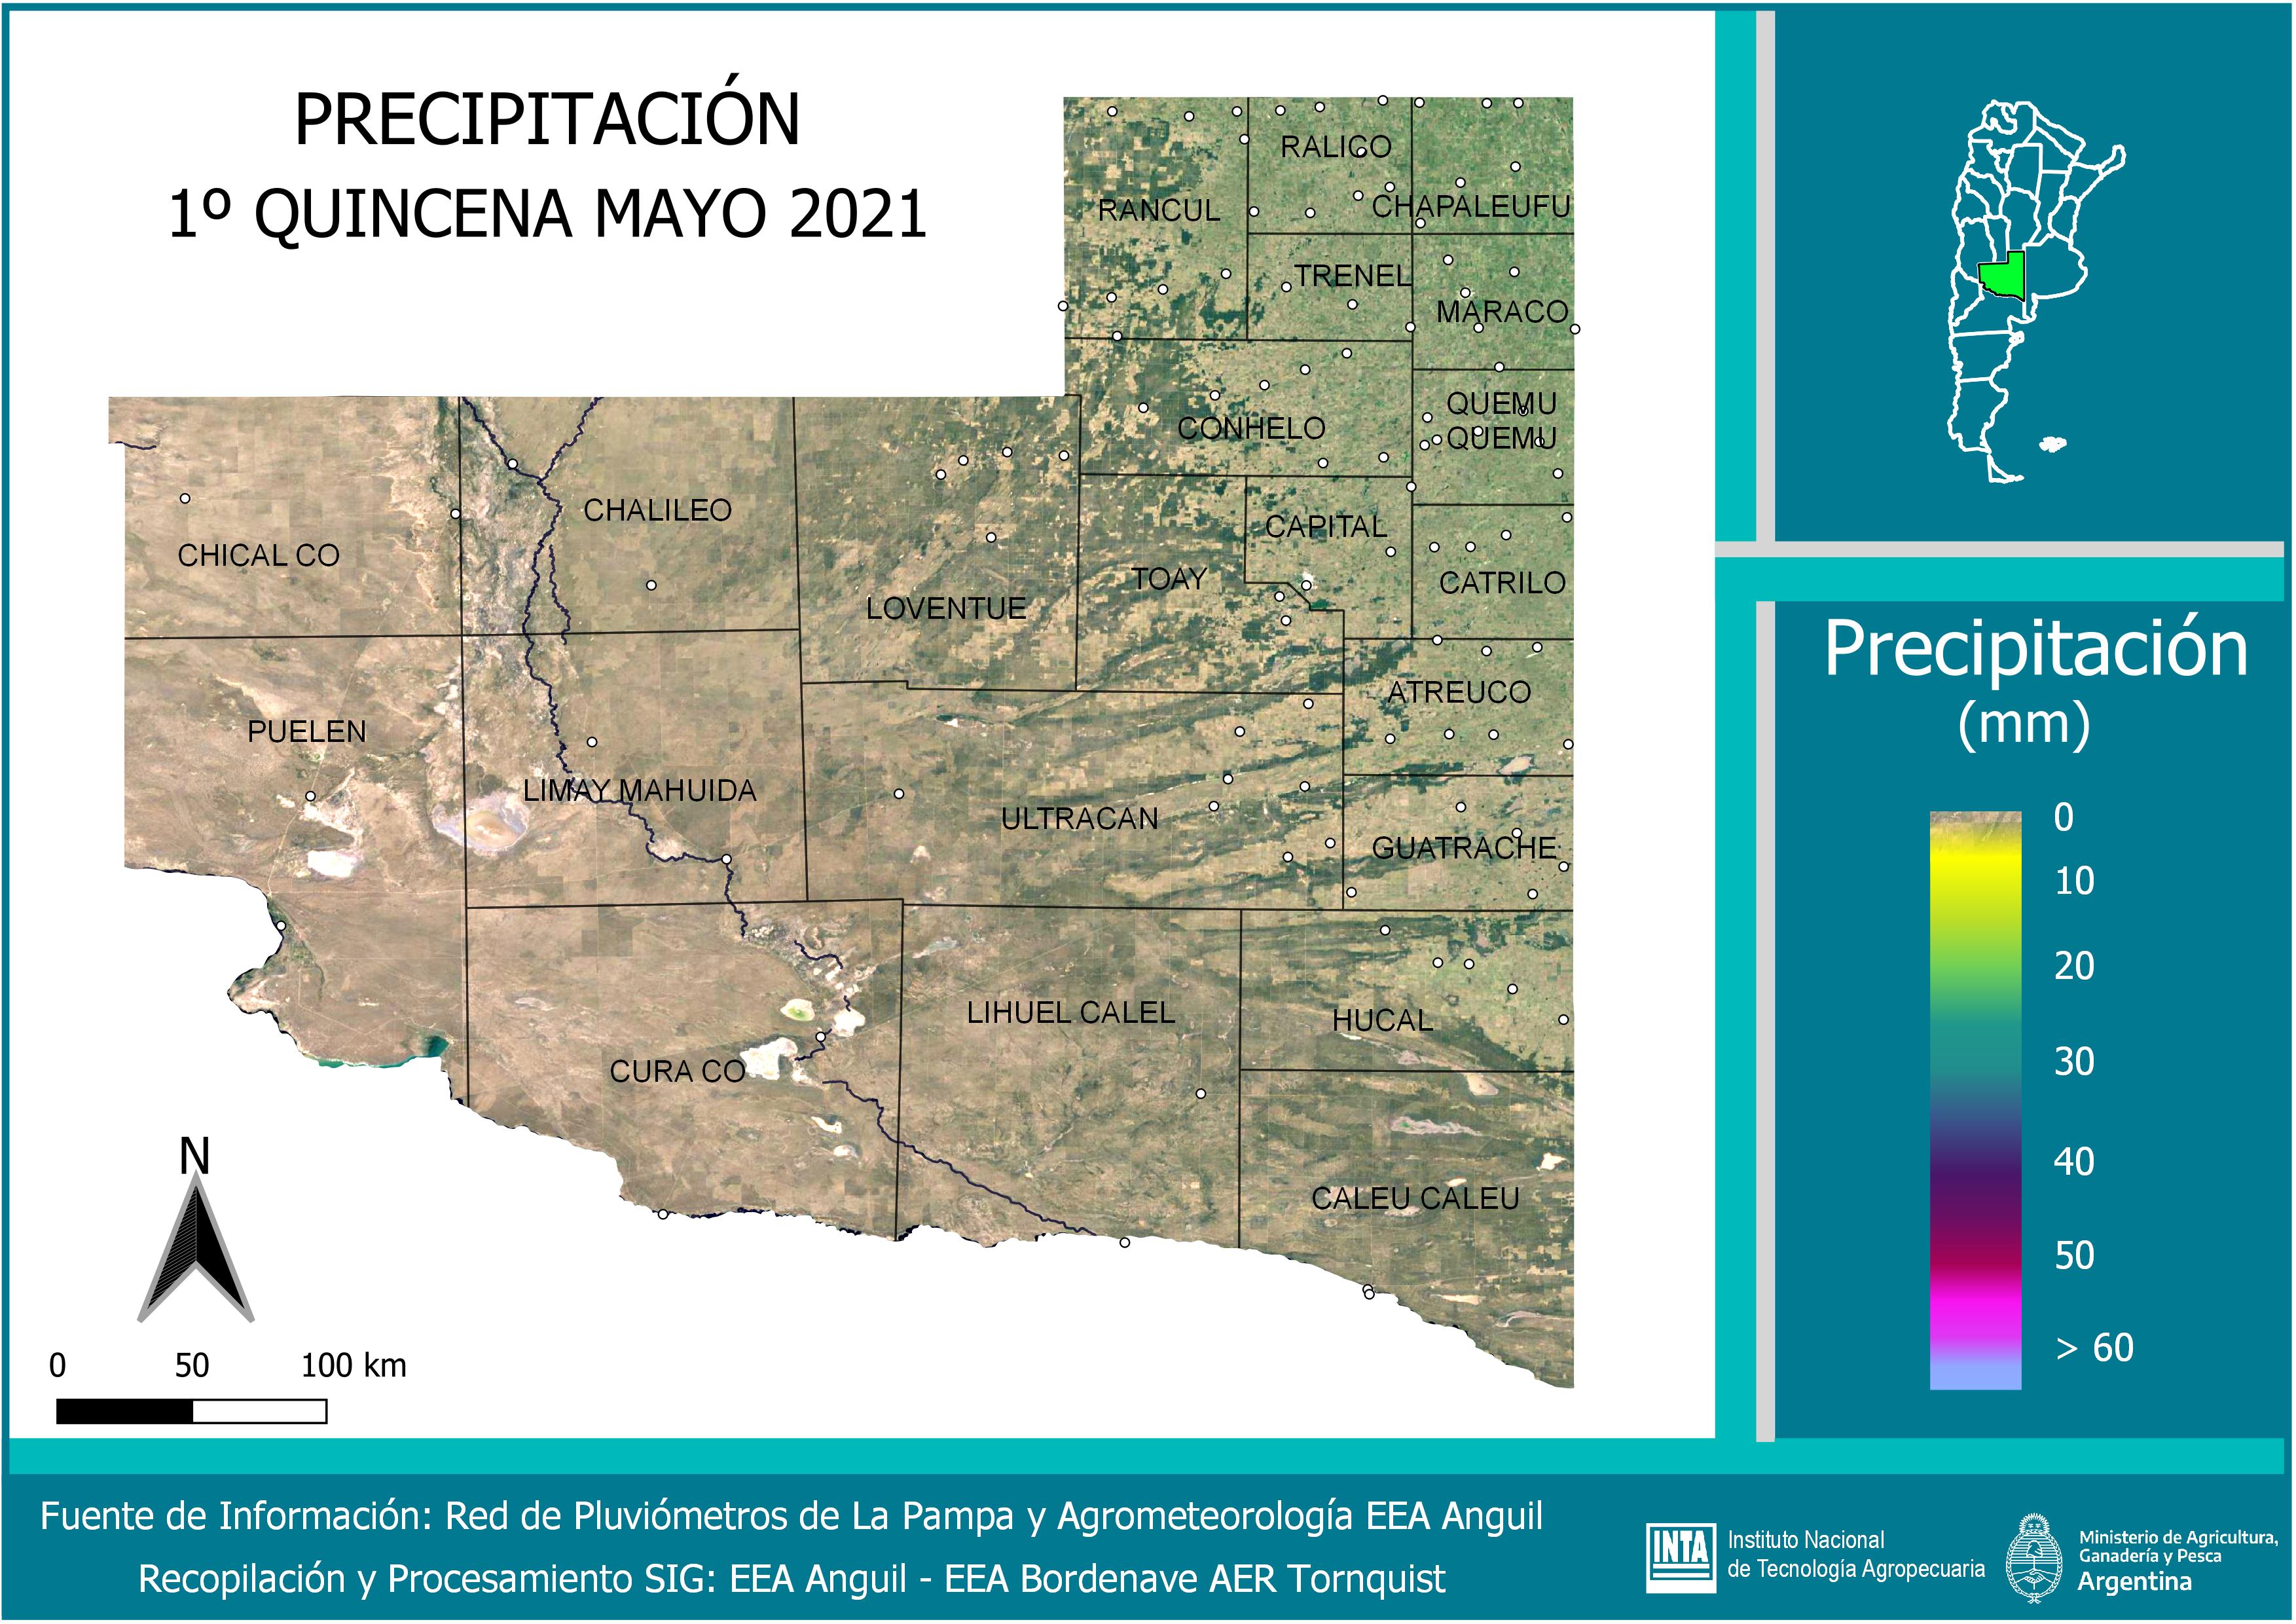 PRECIPITACIÓN
1º QUINCENA MAYO 2021
RALICO
RANCUL
CHAPALEUFU
TRENEL
MARACO
QUEMU
QUEMU
CONHELO
CHALILEO
CAPITAL
CHICAL CO
TOAY
CATRILO
LOVENTUE
ATREUCO
PUELEN
LIMAY MAHUIDA
ULTRACAN
GUATRACHE
LIHUEL CALEL
HUCAL
CURA CO
CALEU CALEU
N
0 50 100 km
Precipitación
(mm)
0
10
20
30
40
50
> 60
Fuente de Información: Red de Pluviómetros de La Pampa y Agrometeorología EEA Anguil
Recopilación y Procesamiento SIG: EEA Anguil - EEA Bordenave AER Tornquist
INTA
Instituto Nacional
de Tecnología Agropecuaria
Ministerio de Agricultura,
Ganadería y Pesca
Argentina